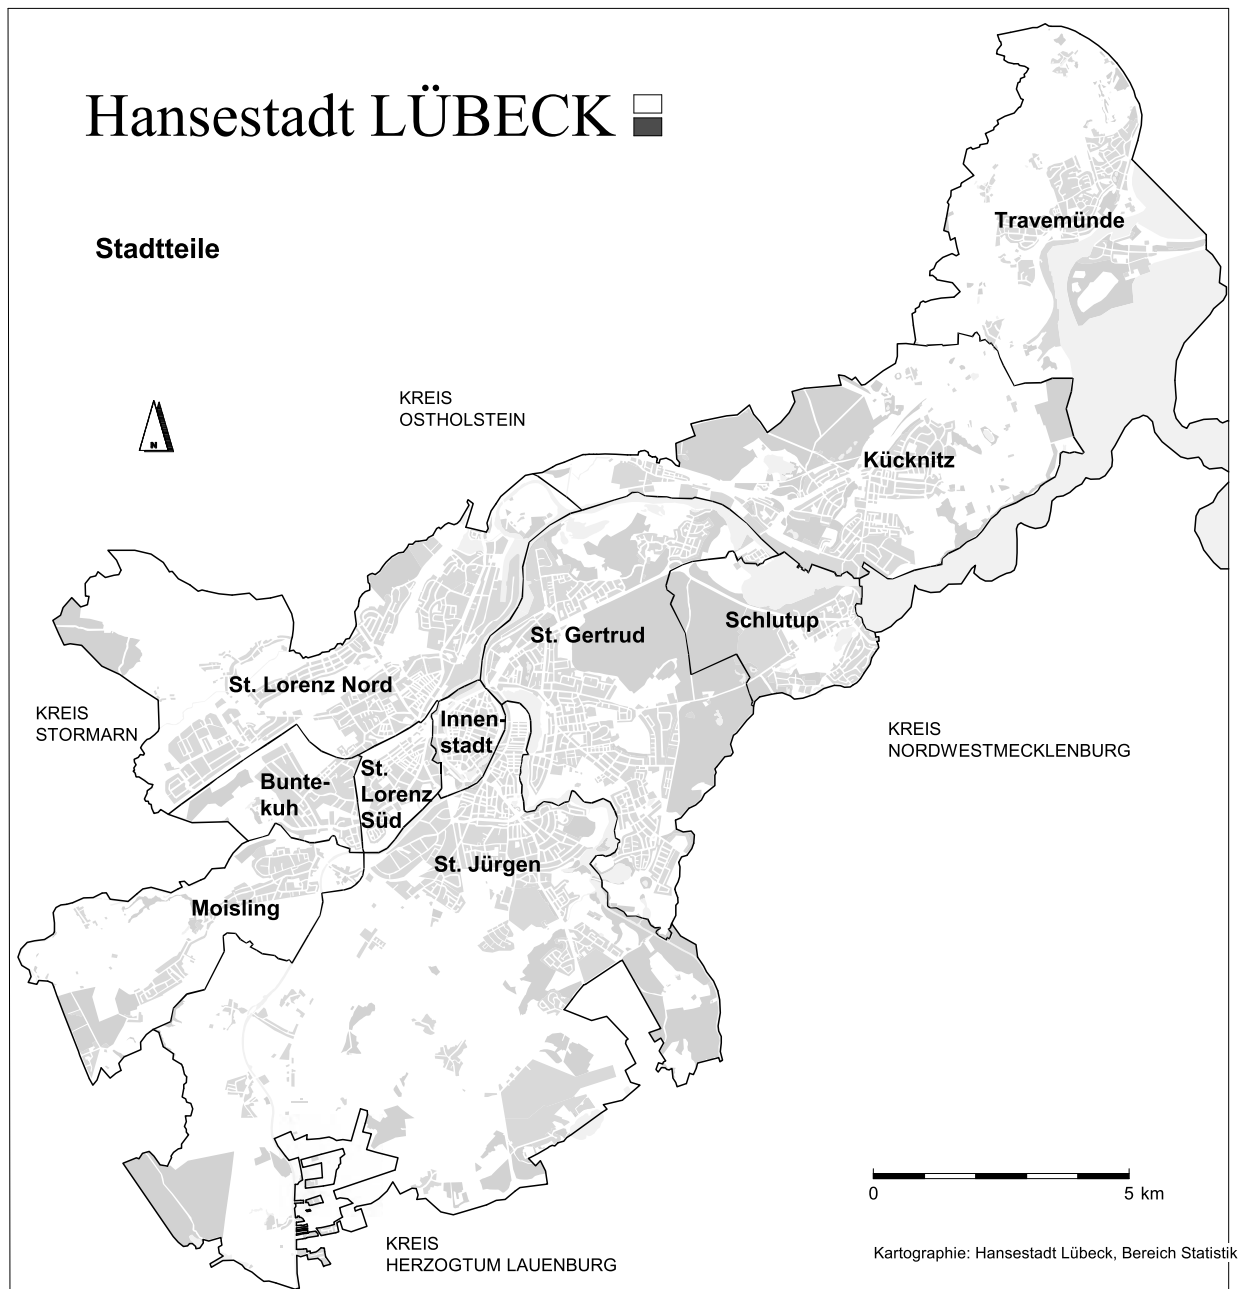 Hansestadt LÜBECK
Stadtteile
Travemünde
KREIS
OSTHOLSTEIN
N
Kücknitz
Schlutup
St. Gertrud
St. Lorenz Nord
KREIS
STORMARN
Innen-
stadt
KREIS
NORDWESTMECKLENBURG
Bunte-
kuh
St.
Lorenz
Süd
St. Jürgen
Moisling
0
5 km
KREIS
HERZOGTUM LAUENBURG
Kartographie: Hansestadt Lübeck, Bereich Statistik